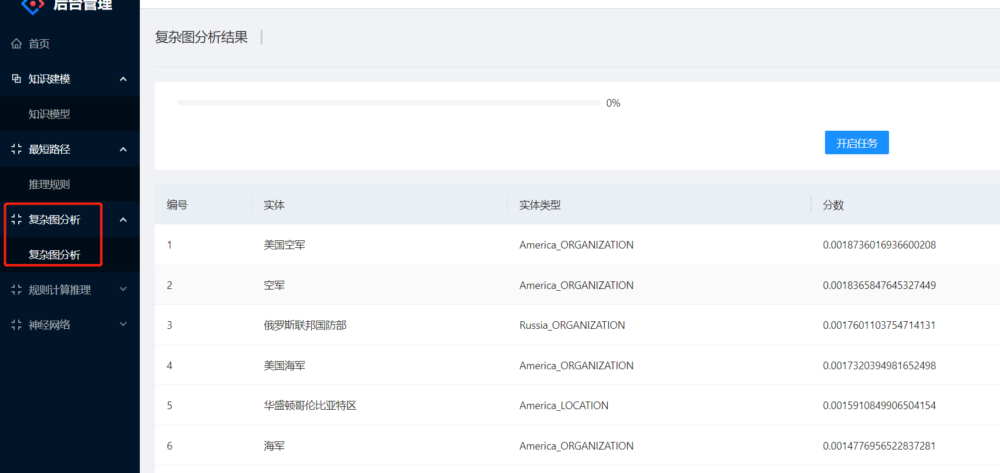 后台管理
首页
知识建模
知识模型
最短路径
推理规则
复杂图分析
复杂图分析
规则计算推理
神经网络
复杂图分析结果
0%
开启任务
编号 实体 实体类型 分数
1 美国空军 America_ORGANIZATION 0.0018736016936600208
2 空军 America_ORGANIZATION 0.0018365847645327449
3 俄罗斯联邦国防部 Russia_ORGANIZATION 0.0017601103754714131
4 美国海军 America_ORGANIZATION 0.0017320394981652498
5 华盛顿哥伦比亚特区 America_LOCATION 0.0015910849906504154
6 海军 America_ORGANIZATION 0.0014776956522837281